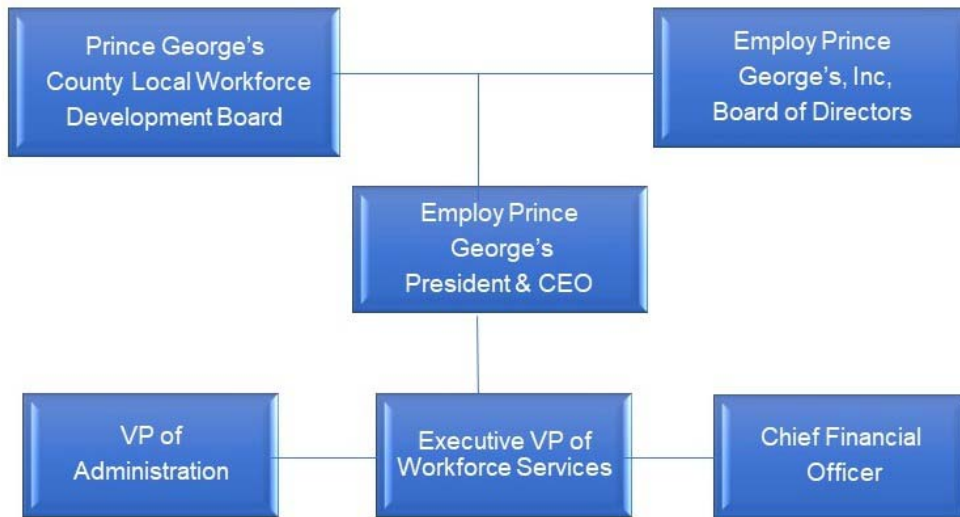 Prince George’s
County Local Workforce
Development Board
Employ Prince
George’s, Inc,
Board of Directors
Employ Prince
George’s
President & CEO
VP of
Administration
Executive VP of
Workforce Services
Chief Financial
Officer